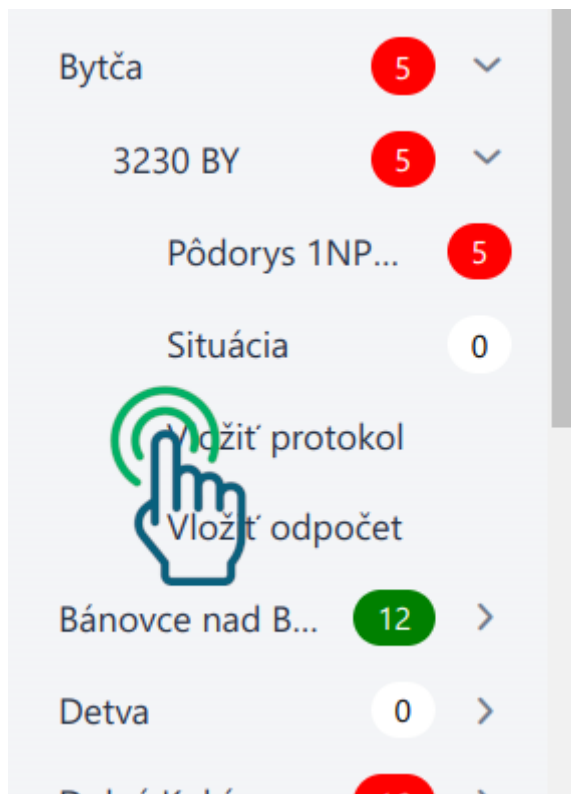 Bytča 5
3230 BY 5
Pôdorys 1NP... 5
Situácia 0
Vložiť protokol
Vložiť odpočet
Bánovce nad B... 12
Detva 0